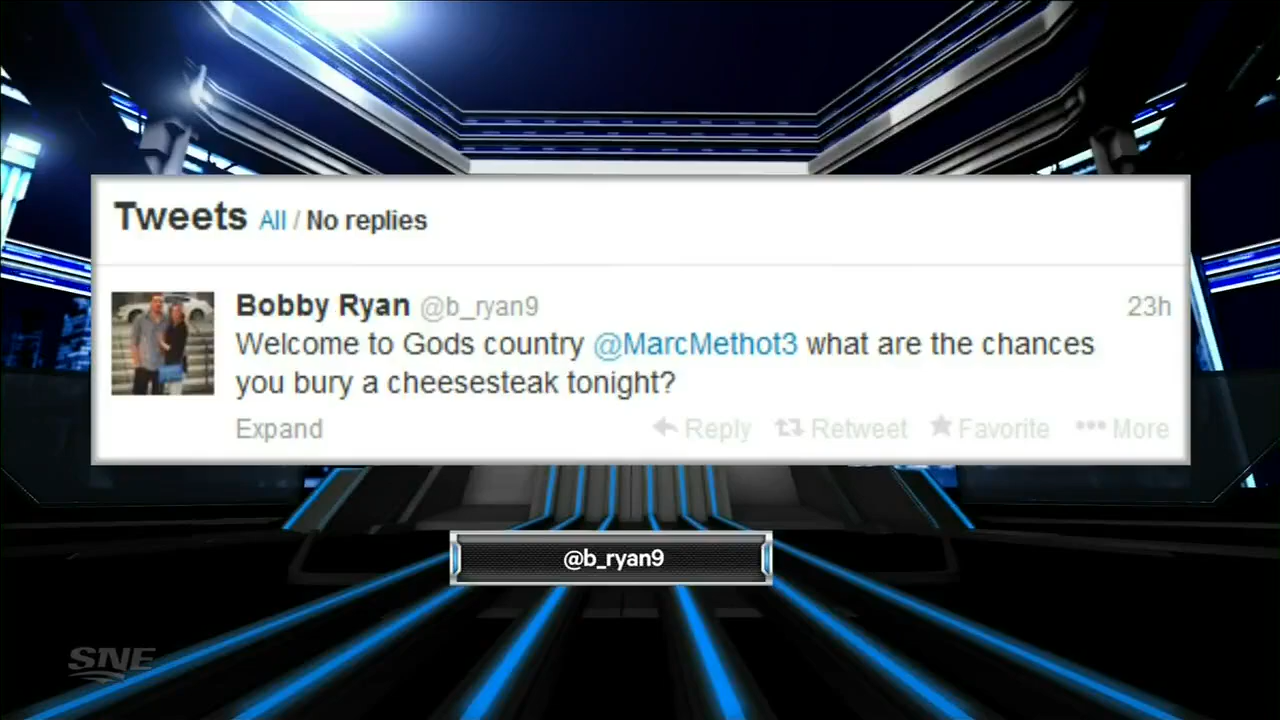 Tweets All / No replies
Bobby Ryan @b_ryan9 23h
Welcome to Gods country @MarcMethot3 what are the chances
you bury a cheesesteak tonight?
Expand Reply Retweet Favorite More
@b_ryan9
SNE